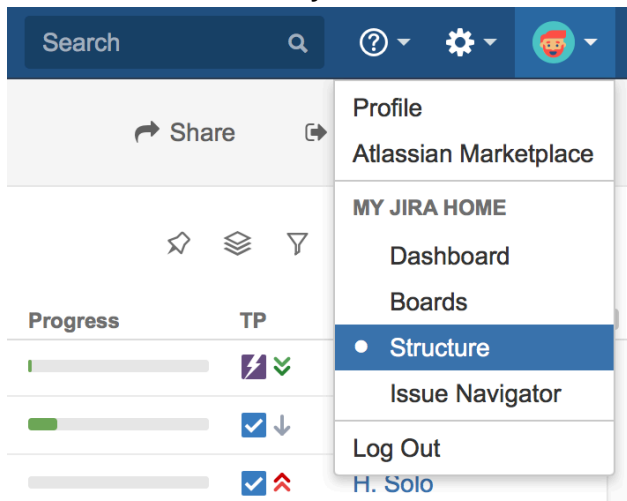 Search
Share
Profile
Atlassian Marketplace
MY JIRA HOME
Dashboard
Boards
Structure
Issue Navigator
Log Out
Progress TP
H. Solo